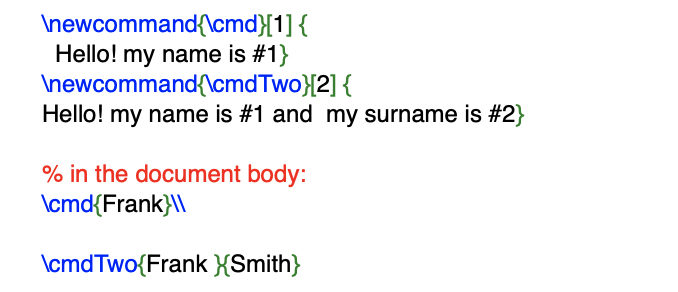 \newcommand{\cmd}[1] {
Hello! my name is #1}
\newcommand{\cmdTwo}[2] {
Hello! my name is #1 and  my surname is #2}
% in the document body:
\cmd{Frank}\\
\cmdTwo{Frank }{Smith}